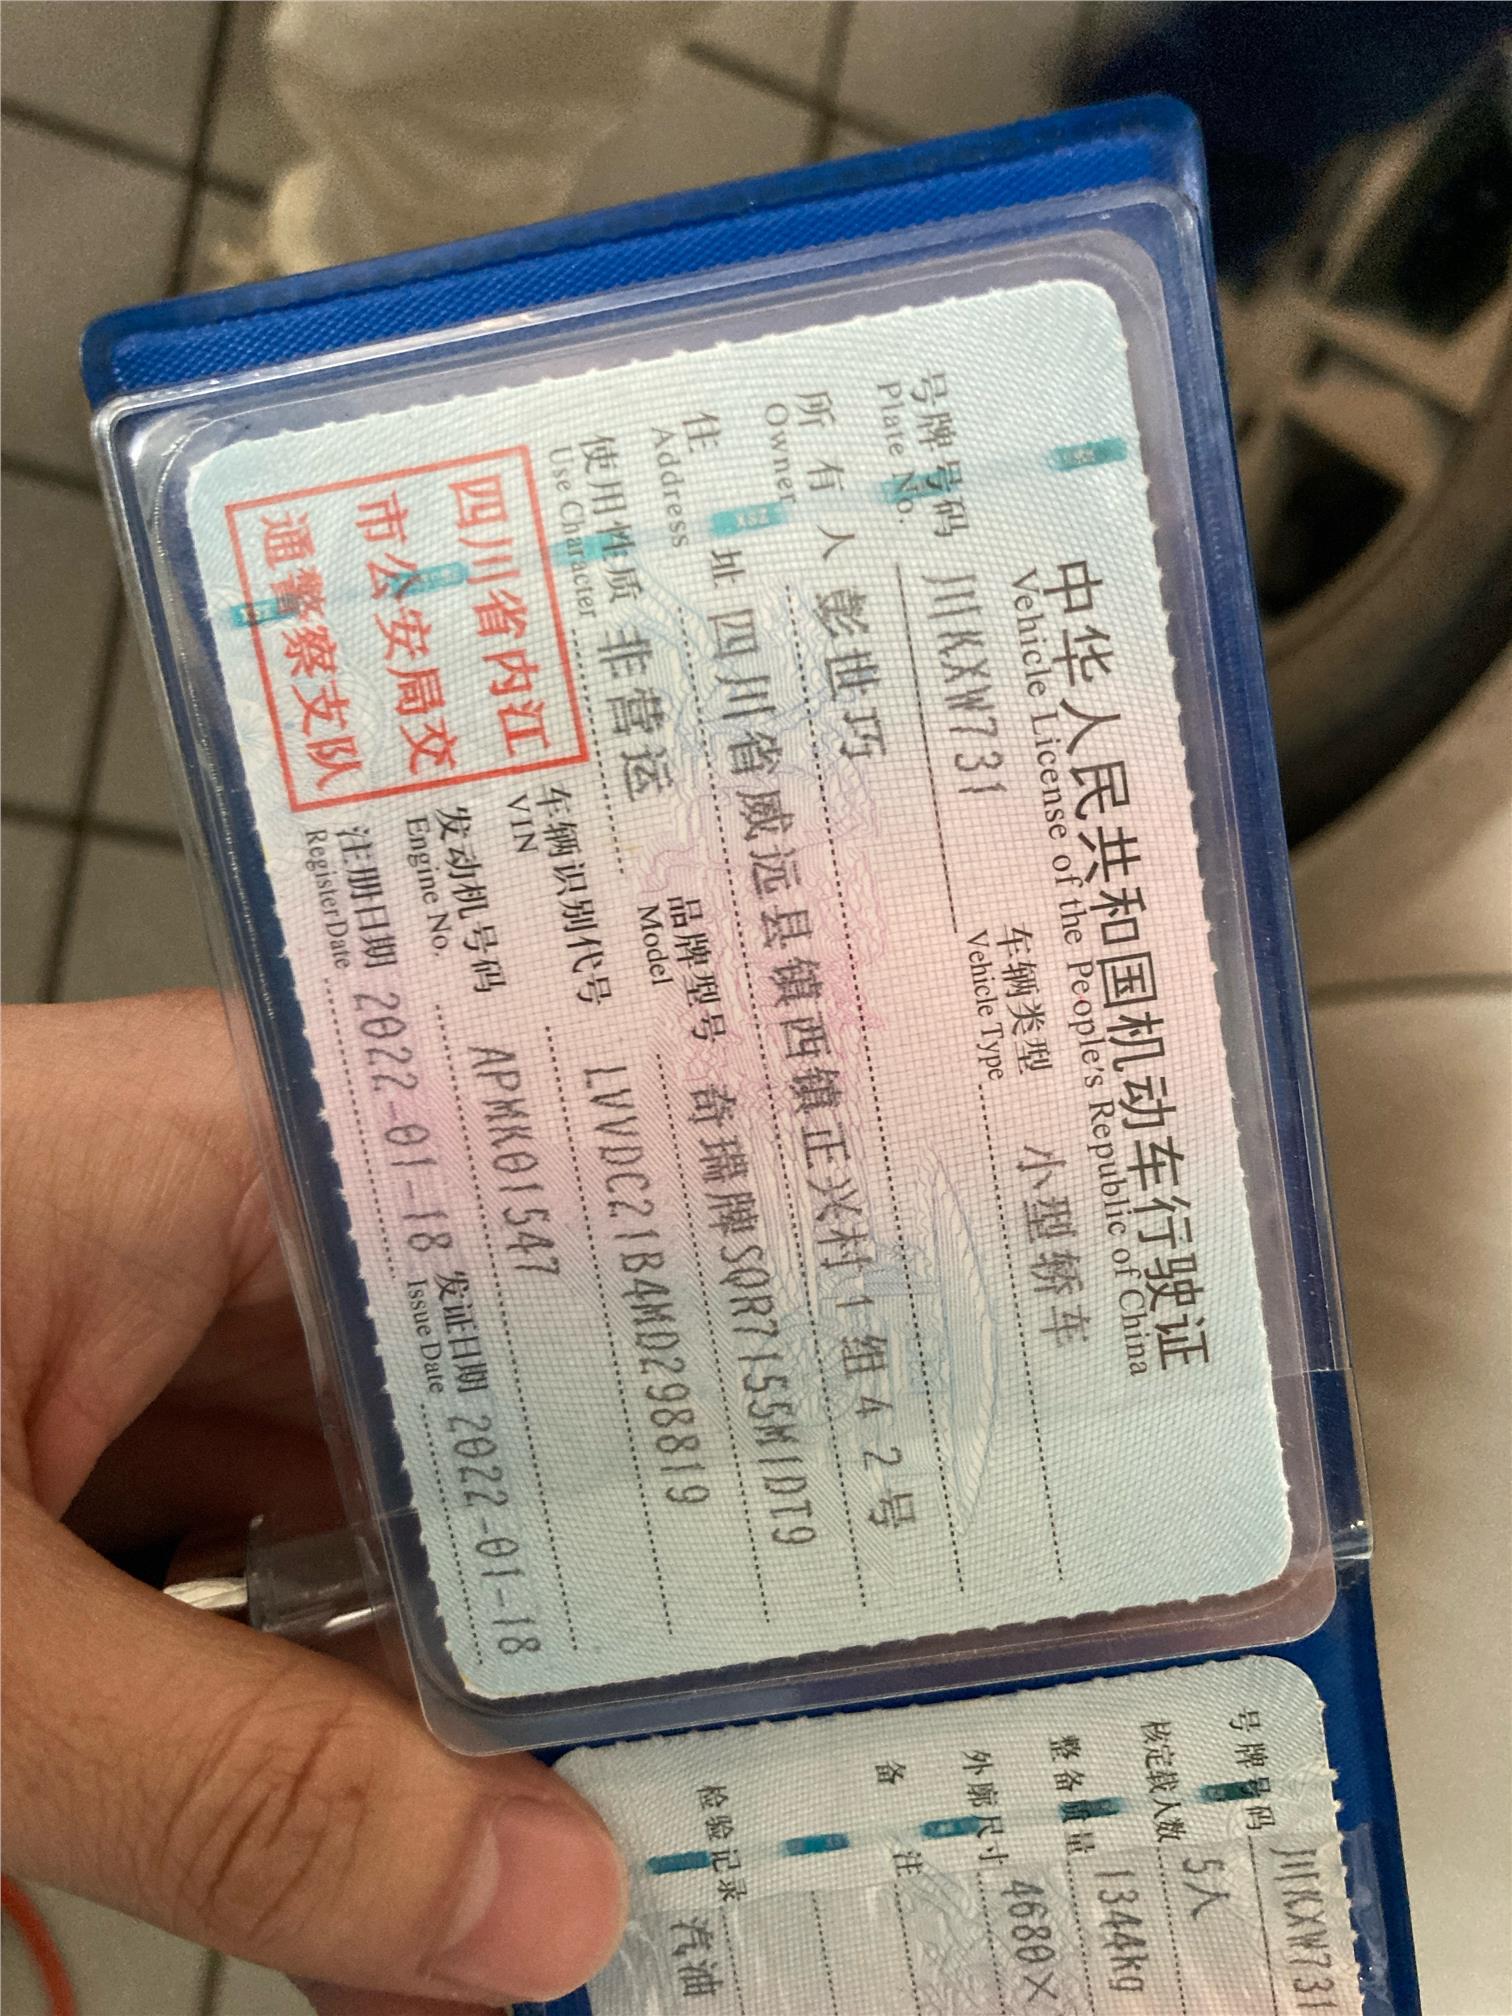 中华人民共和国机动车行驶证
Vehicle License of the People's Republic of China
号牌号码 川KXW731 车辆类型 小型轿车
Plate No. Vehicle Type
所有人 彭世巧
Owner
住址 四川省威远县镇西镇正兴村1组42号
Address
使用性质 非营运 品牌型号 奇瑞牌SQR7155M1DT9
Use Character Model
四川省内江
市公安局交
通警察支队
车辆识别代号 LVVDC21B4MD298819
VIN
发动机号码 APMK01547
Engine No.
注册日期 2022-01-18 发证日期 2022-01-18
Register Date Issue Date
号牌号码 川KXW731
核定载人数 5人
整备质量 1344kg
外廓尺寸 4680×
备注
检验记录 汽油